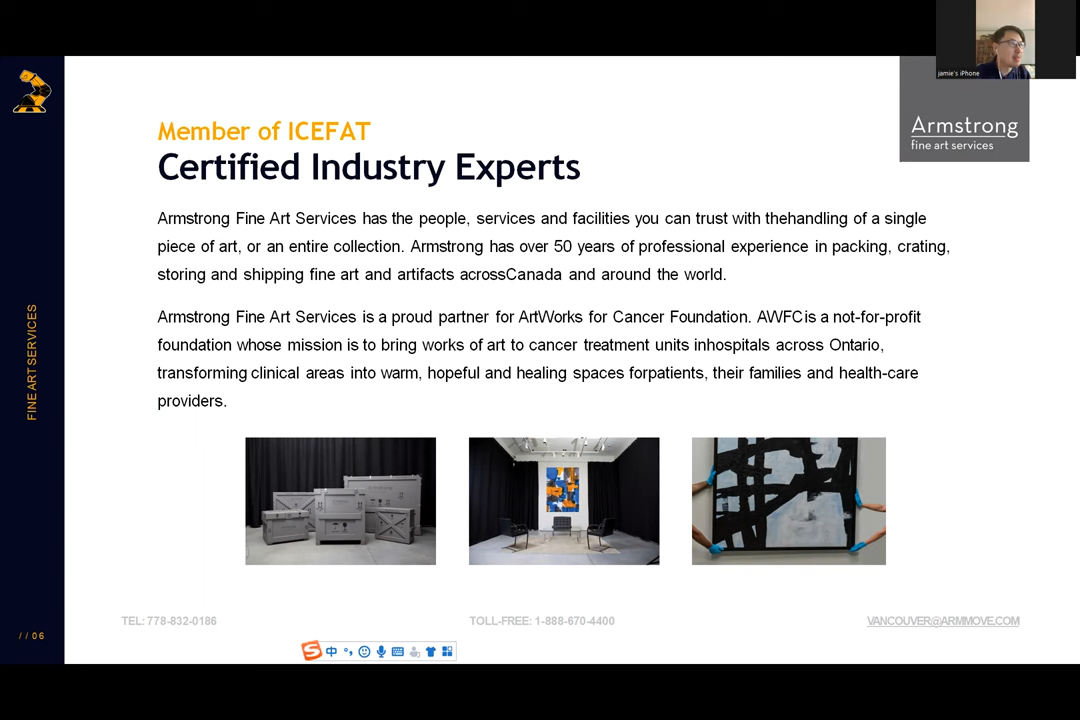 jamie's iPhone
Armstrong
fine art services
Member of ICEFAT
Certified Industry Experts
Armstrong Fine Art Services has the people, services and facilities you can trust with thehandling of a single
piece of art, or an entire collection. Armstrong has over 50 years of professional experience in packing, crating,
storing and shipping fine art and artifacts acrossCanada and around the world.
Armstrong Fine Art Services is a proud partner for ArtWorks for Cancer Foundation. AWFCis a not-for-profit
foundation whose mission is to bring works of art to cancer treatment units inhospitals across Ontario,
transforming clinical areas into warm, hopeful and healing spaces forpatients, their families and health-care
providers.
FINE ART SERVICES
// 06
TEL: 778-832-0186
TOLL-FREE: 1-888-670-4400
VANCOUVER@ARMMOVE.COM
S 中